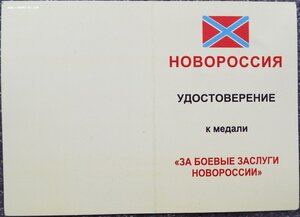 НОВОРОССИЯ
УДОСТОВЕРЕНИЕ
к медали
«ЗА БОЕВЫЕ ЗАСЛУГИ
НОВОРОССИИ»